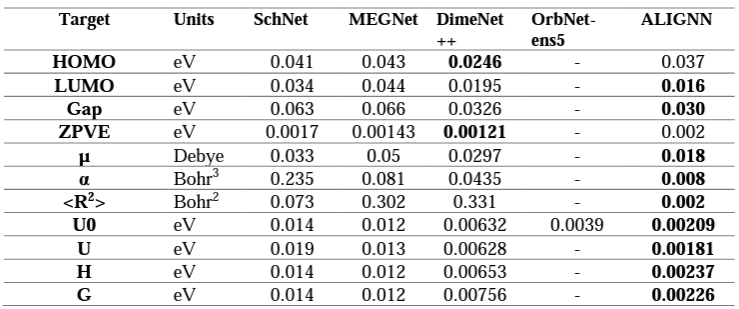 Target Units SchNet MEGNet DimeNet OrbNet- ALIGNN
++ ens5
HOMO eV 0.041 0.043 0.0246 - 0.037
LUMO eV 0.034 0.044 0.0195 - 0.016
Gap eV 0.063 0.066 0.0326 - 0.030
ZPVE eV 0.0017 0.00143 0.00121 - 0.002
μ Debye 0.033 0.05 0.0297 - 0.018
α Bohr³ 0.235 0.081 0.0435 - 0.008
<R²> Bohr² 0.073 0.302 0.331 - 0.002
U0 eV 0.014 0.012 0.00632 0.0039 0.00209
U eV 0.019 0.013 0.00628 - 0.00181
H eV 0.014 0.012 0.00653 - 0.00237
G eV 0.014 0.012 0.00756 - 0.00226